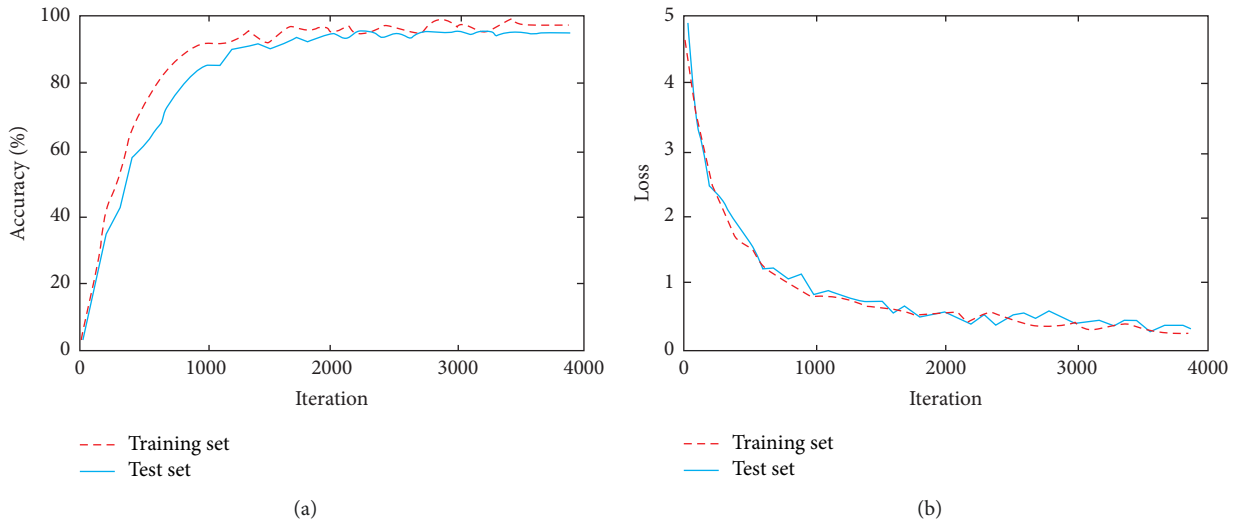 100
80
60
40
20
0
Accuracy (%)
0 1000 2000 3000 4000
Iteration
Training set
Test set
(a)
5
4
3
2
1
0
Loss
0 1000 2000 3000 4000
Iteration
Training set
Test set
(b)